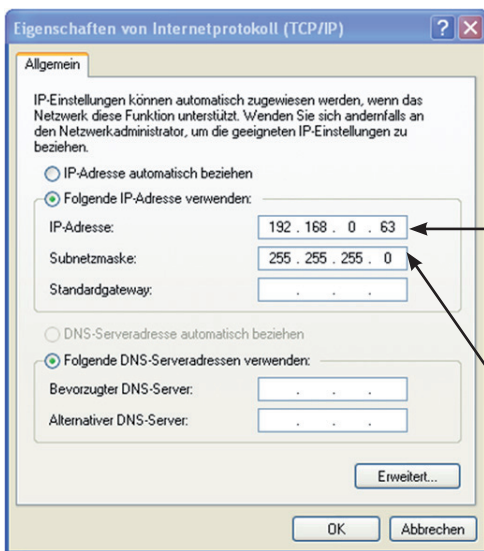 Eigenschaften von Internetprotokoll (TCP/IP)
Allgemein
IP-Einstellungen können automatisch zugewiesen werden, wenn das
Netzwerk diese Funktion unterstützt. Wenden Sie sich andernfalls an
den Netzwerkadministrator, um die geeigneten IP-Einstellungen zu
beziehen.
IP-Adresse automatisch beziehen
Folgende IP-Adresse verwenden:
IP-Adresse: 192 . 168 . 0 . 63
Subnetzmaske: 255 . 255 . 255 . 0
Standardgateway: . . .
DNS-Serveradresse automatisch beziehen
Folgende DNS-Serveradressen verwenden:
Bevorzugter DNS-Server: . . .
Alternativer DNS-Server: . . .
Erweitert...
OK Abbrechen